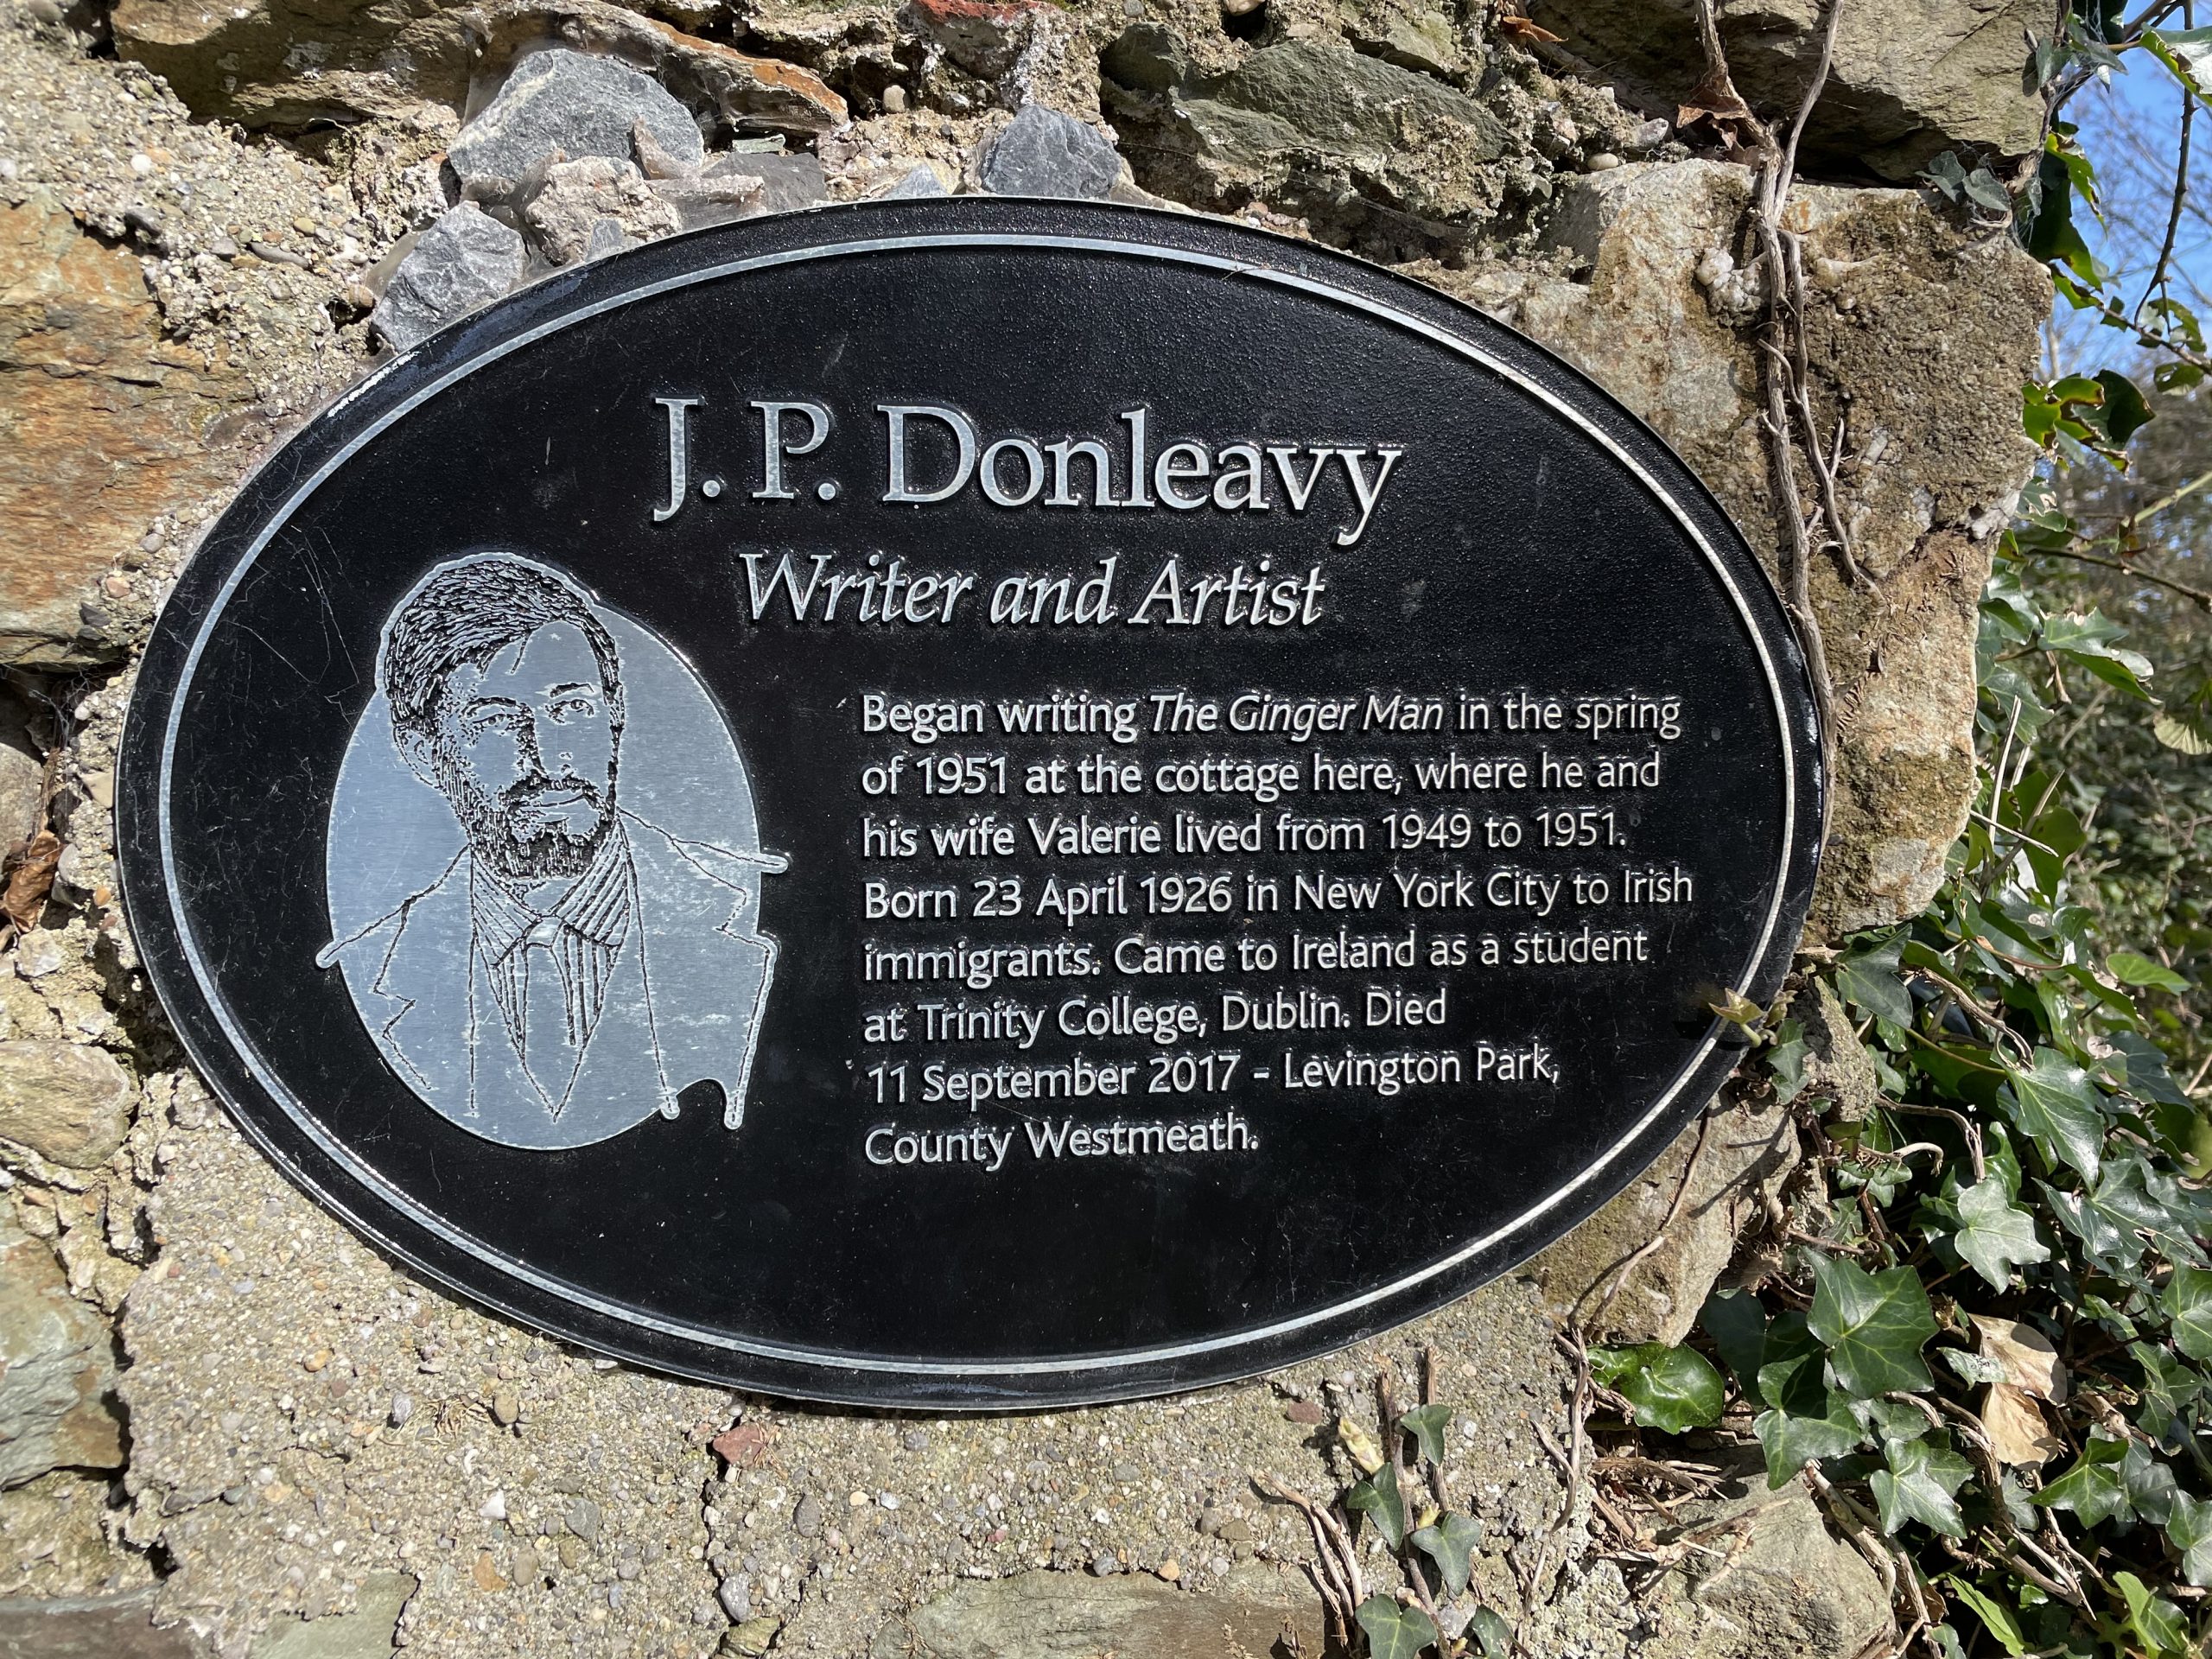 J. P. Donleavy
Writer and Artist
Began writing The Ginger Man in the spring
of 1951 at the cottage here, where he and
his wife Valerie lived from 1949 to 1951.
Born 23 April 1926 in New York City to Irish
immigrants. Came to Ireland as a student
at Trinity College, Dublin. Died
11 September 2017 - Levington Park,
County Westmeath.